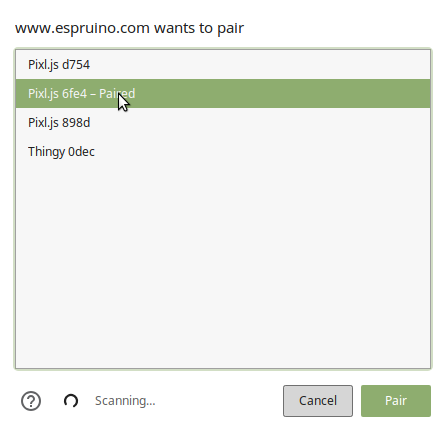 www.espruino.com wants to pair
Pixl.js d754
Pixl.js 6fe4 – Paired
Pixl.js 898d
Thingy 0dec
?
Scanning...
Cancel
Pair